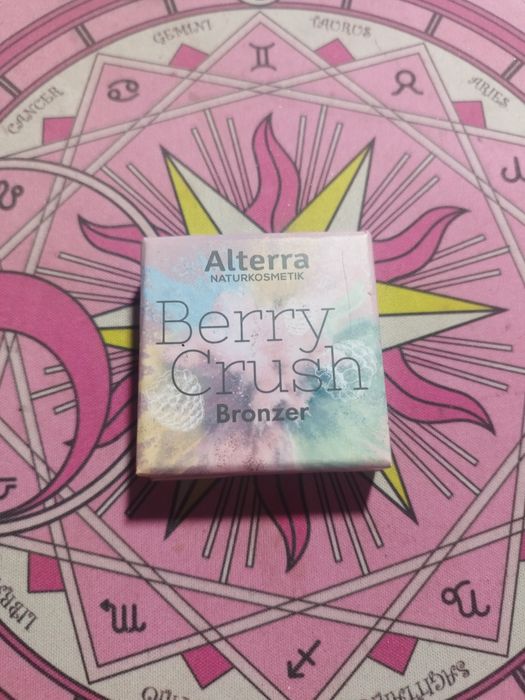 GEMINI
TAURUS
CANCER
ARIES
Alterra
NATURKOSMETIK
Berry
Crush
Bronzer